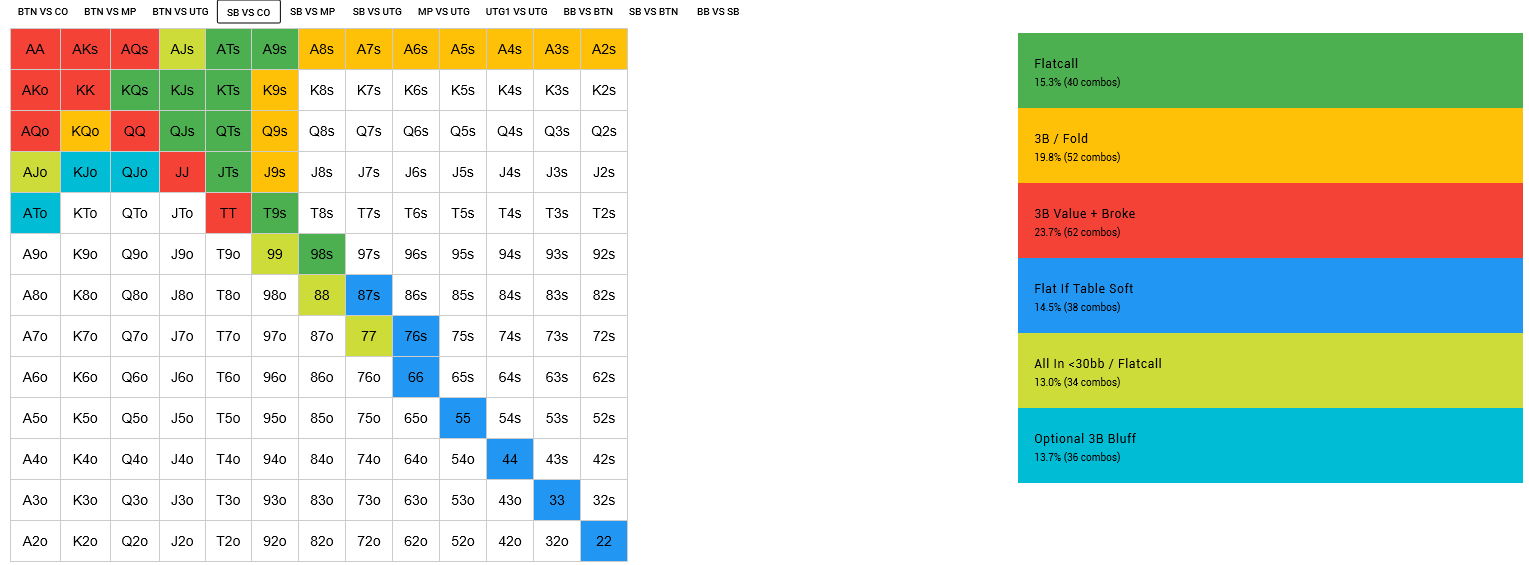 BTN VS CO BTN VS MP BTN VS UTG SB VS CO SB VS MP SB VS UTG MP VS UTG UTG1 VS UTG BB VS BTN SB VS BTN BB VS SB
AA AKs AQs AJs ATs A9s A8s A7s A6s A5s A4s A3s A2s
AKo KK KQs KJs KTs K9s K8s K7s K6s K5s K4s K3s K2s
AQo KQo QQ QJs QTs Q9s Q8s Q7s Q6s Q5s Q4s Q3s Q2s
AJo KJo QJo JJ JTs J9s J8s J7s J6s J5s J4s J3s J2s
ATo KTo QTo JTo TT T9s T8s T7s T6s T5s T4s T3s T2s
A9o K9o Q9o J9o T9o 99 98s 97s 96s 95s 94s 93s 92s
A8o K8o Q8o J8o T8o 98o 88 87s 86s 85s 84s 83s 82s
A7o K7o Q7o J7o T7o 97o 87o 77 76s 75s 74s 73s 72s
A6o K6o Q6o J6o T6o 96o 86o 76o 66 65s 64s 63s 62s
A5o K5o Q5o J5o T5o 95o 85o 75o 65o 55 54s 53s 52s
A4o K4o Q4o J4o T4o 94o 84o 74o 64o 54o 44 43s 42s
A3o K3o Q3o J3o T3o 93o 83o 73o 63o 53o 43o 33 32s
A2o K2o Q2o J2o T2o 92o 82o 72o 62o 52o 42o 32o 22
Flatcall
15.3% (40 combos)
3B / Fold
19.8% (52 combos)
3B Value + Broke
23.7% (62 combos)
Flat If Table Soft
14.5% (38 combos)
All In <30bb / Flatcall
13.0% (34 combos)
Optional 3B Bluff
13.7% (36 combos)